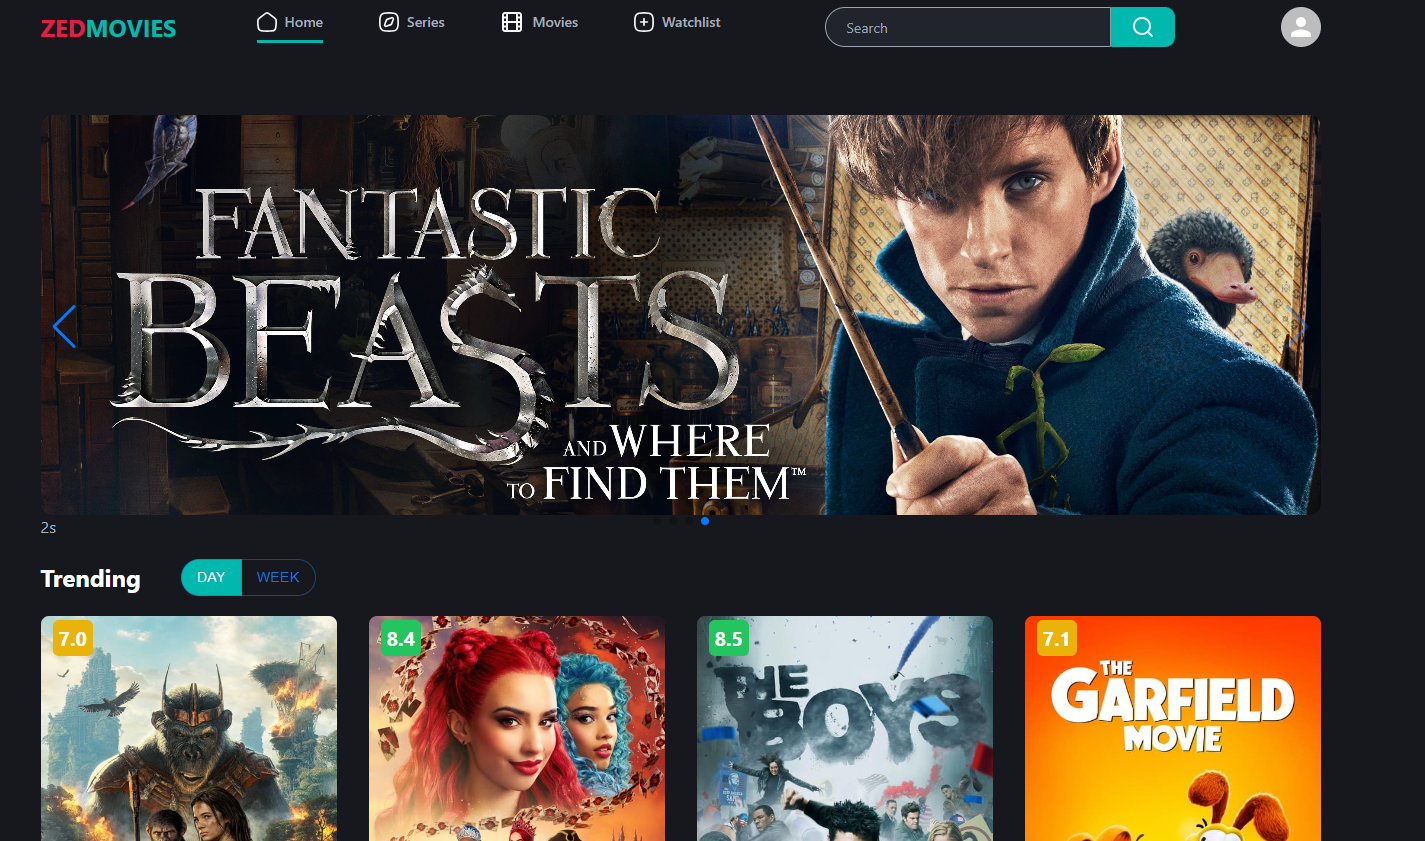 ZEDMOVIES
Home
Series
Movies
Watchlist
Search
FANTASTIC
BEASTS
AND WHERE
TO FIND THEM™
2s
Trending
DAY
WEEK
7.0
8.4
8.5
7.1
THE
BOYS
THE
GARFIELD
MOVIE